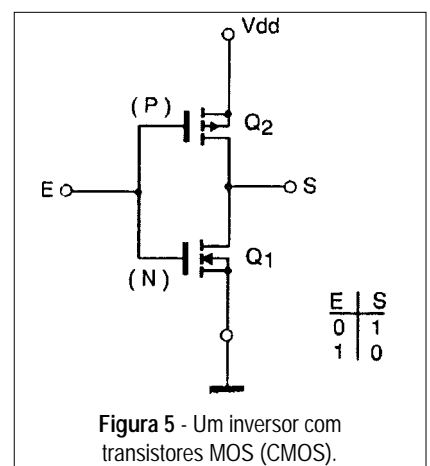 Vdd
(P)
Q2
E
S
(N)
Q1
E S
0 1
1 0
Figura 5 - Um inversor com
transistores MOS (CMOS).